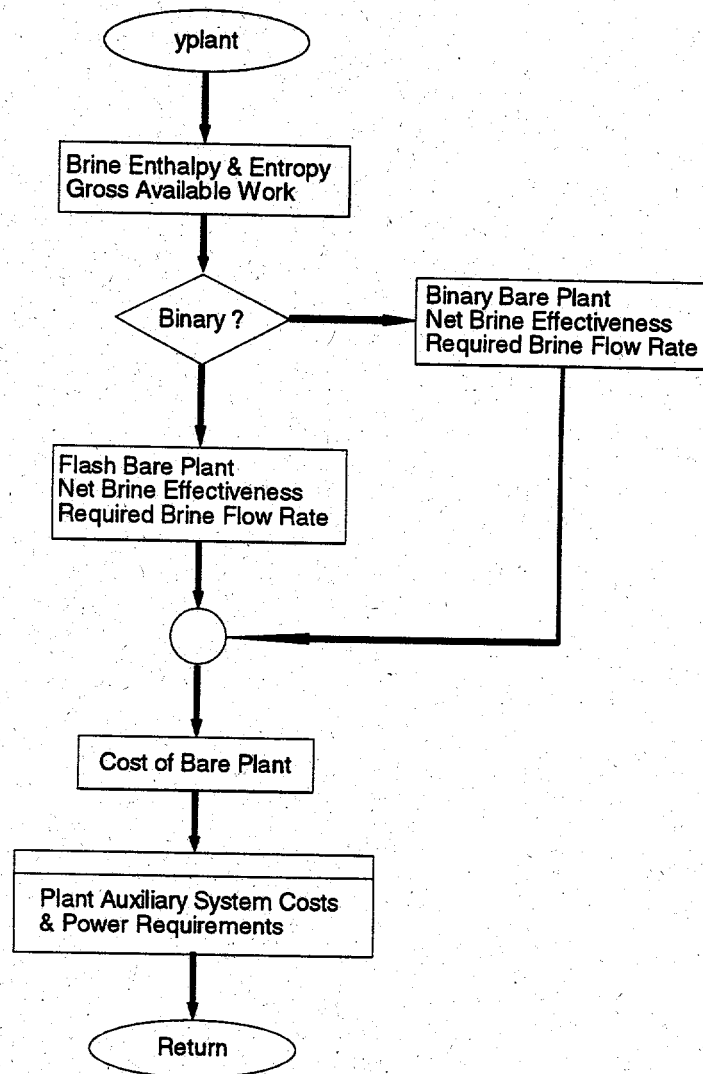 yplant
Brine Enthalpy & Entropy
Gross Available Work
Binary ?
Binary Bare Plant
Net Brine Effectiveness
Required Brine Flow Rate
Flash Bare Plant
Net Brine Effectiveness
Required Brine Flow Rate
Cost of Bare Plant
Plant Auxiliary System Costs
& Power Requirements
Return